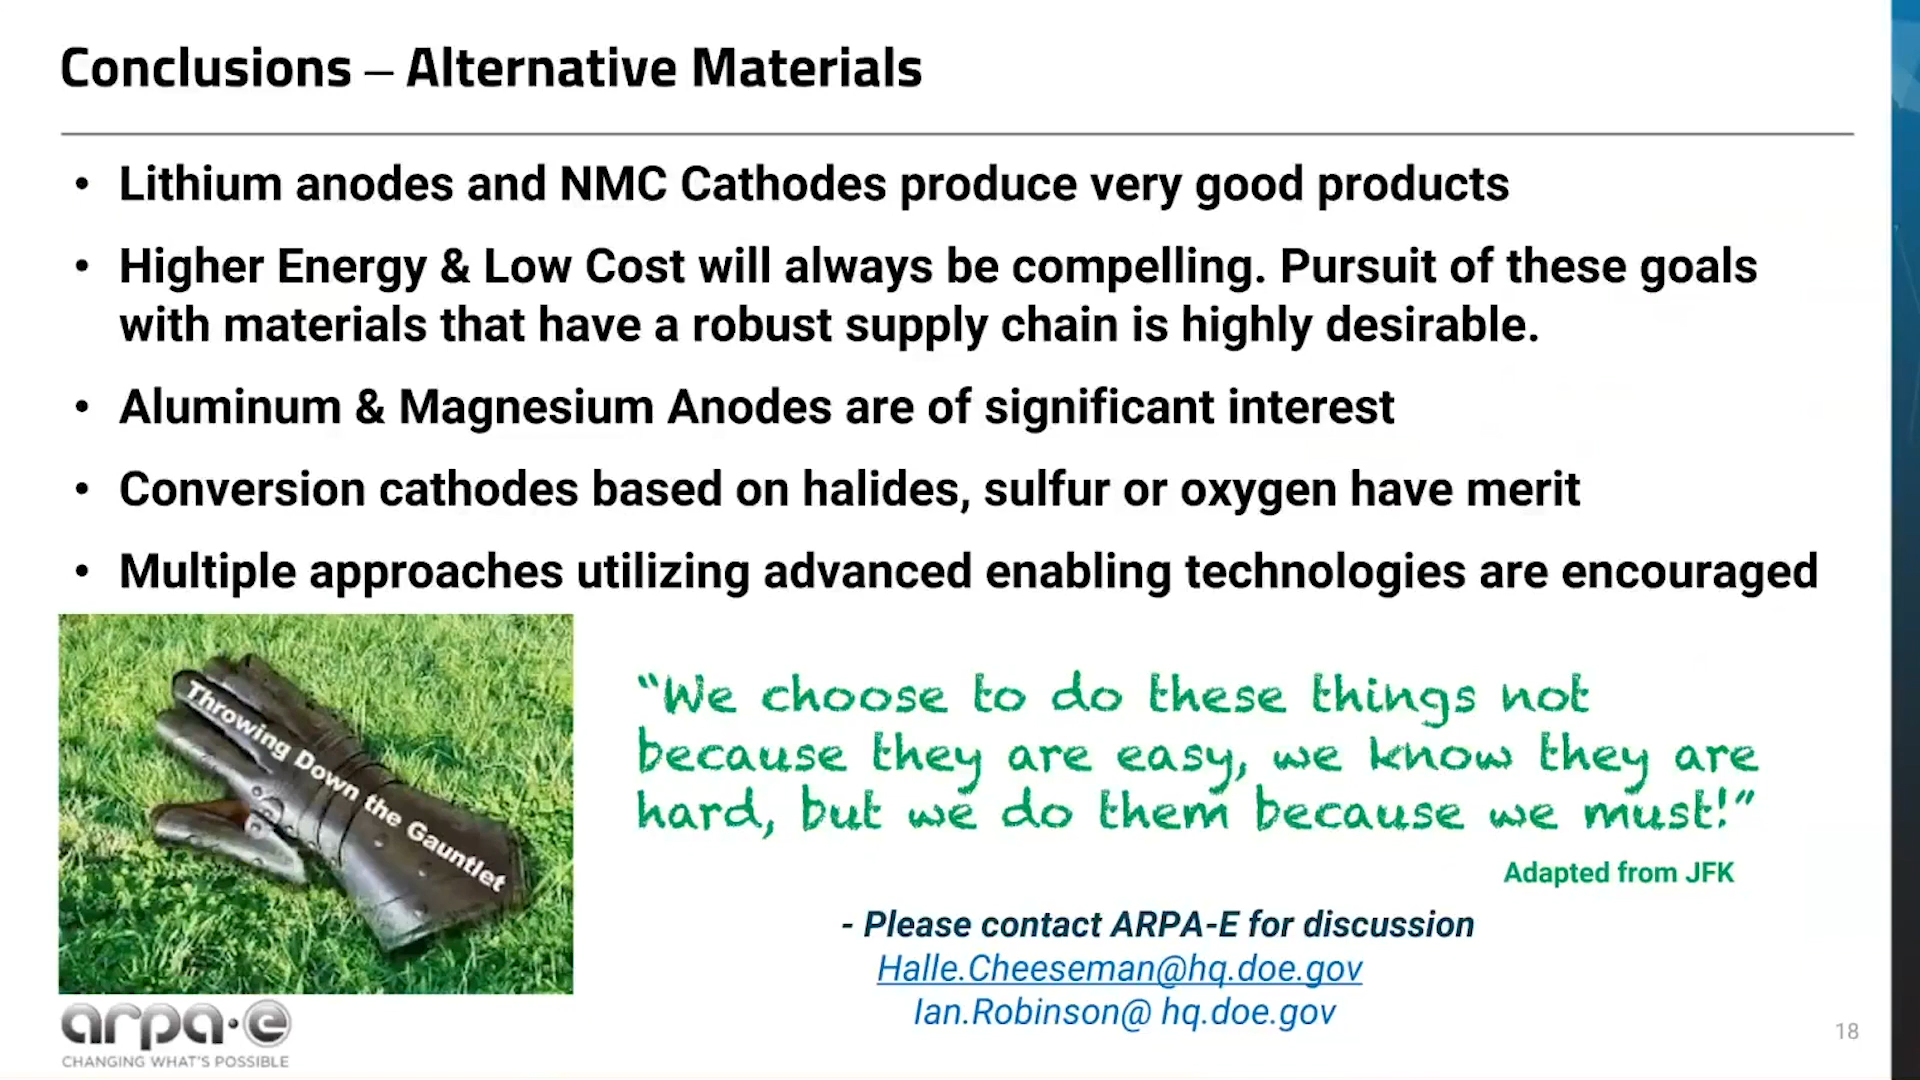 Conclusions – Alternative Materials
• Lithium anodes and NMC Cathodes produce very good products
• Higher Energy & Low Cost will always be compelling. Pursuit of these goals
with materials that have a robust supply chain is highly desirable.
• Aluminum & Magnesium Anodes are of significant interest
• Conversion cathodes based on halides, sulfur or oxygen have merit
• Multiple approaches utilizing advanced enabling technologies are encouraged
Throwing Down the Gauntlet
“We choose to do these things not
because they are easy, we know they are
hard, but we do them because we must!”
Adapted from JFK
- Please contact ARPA-E for discussion
Halle.Cheeseman@hq.doe.gov
Ian.Robinson@ hq.doe.gov
arpa·e
CHANGING WHAT'S POSSIBLE
18